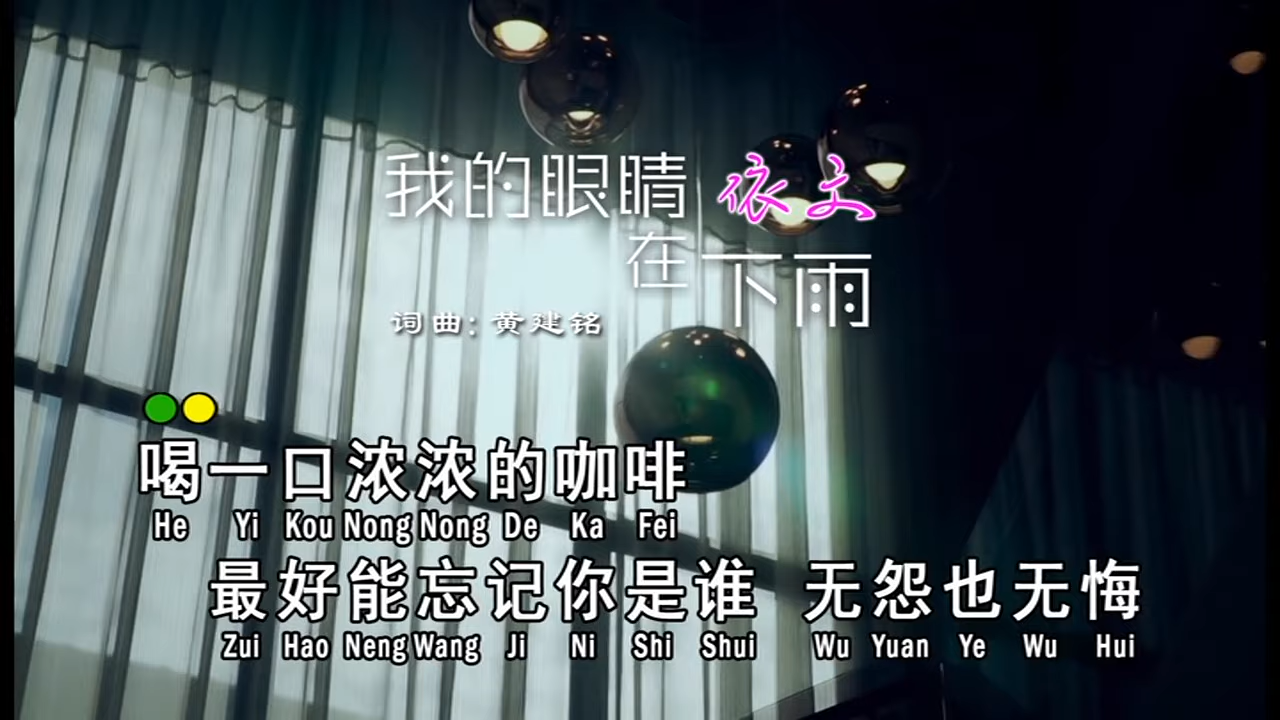 我的眼睛 依文
在下雨
词曲: 黄建铭
喝一口浓浓的咖啡
He Yi Kou Nong Nong De Ka Fei
最好能忘记你是谁 无怨也无悔
Zui Hao Neng Wang Ji Ni Shi Shui Wu Yuan Ye Wu Hui